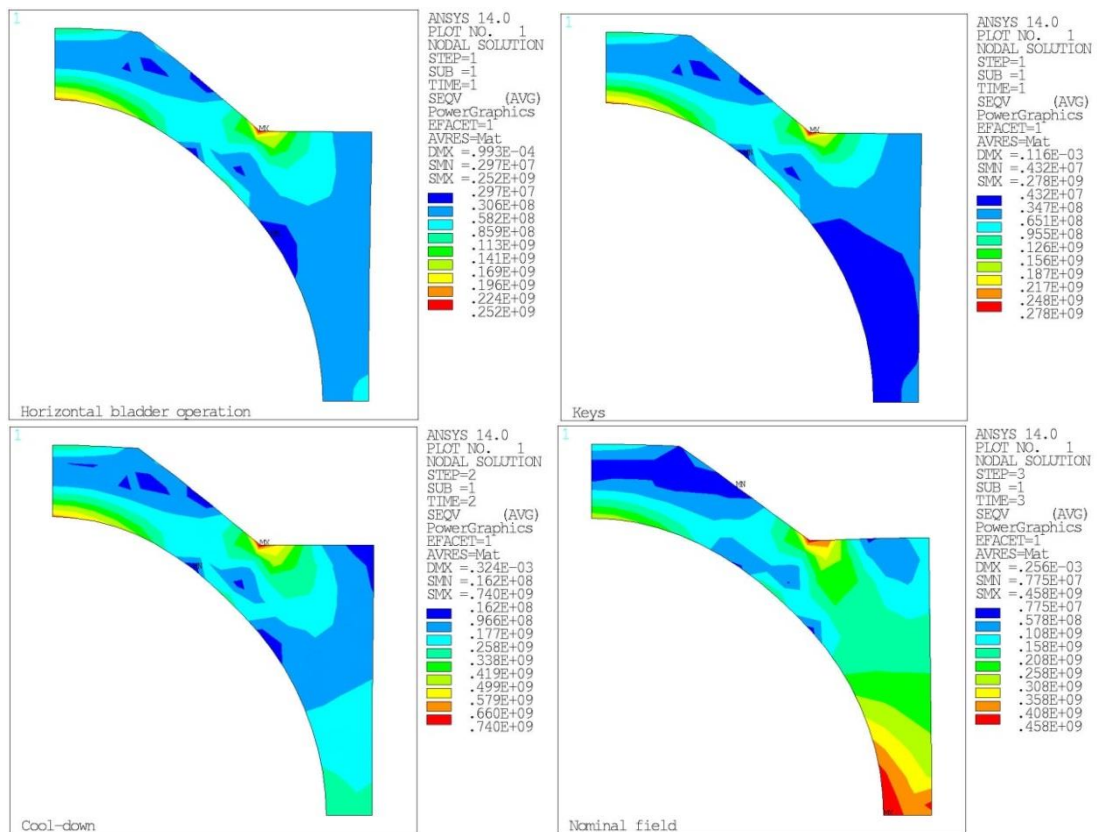 1
ANSYS 14.0
PLOT NO. 1
NODAL SOLUTION
STEP=1
SUB =1
TIME=1
SEQV (AVG)
PowerGraphics
EFACET=1
AVRES=Mat
DMX =.993E-04
SMN =.297E+07
SMX =.252E+09
.297E+07
.306E+08
.582E+08
.859E+08
.113E+09
.141E+09
.169E+09
.196E+09
.224E+09
.252E+09
MX
Horizontal bladder operation
1
ANSYS 14.0
PLOT NO. 1
NODAL SOLUTION
STEP=1
SUB =1
TIME=1
SEQV (AVG)
PowerGraphics
EFACET=1
AVRES=Mat
DMX =.116E-03
SMN =.432E+07
SMX =.278E+09
.432E+07
.347E+08
.651E+08
.955E+08
.126E+09
.156E+09
.187E+09
.217E+09
.248E+09
.278E+09
MX
Keys
1
ANSYS 14.0
PLOT NO. 1
NODAL SOLUTION
STEP=2
SUB =1
TIME=2
SEQV (AVG)
PowerGraphics
EFACET=1
AVRES=Mat
DMX =.324E-03
SMN =.162E+08
SMX =.740E+09
.162E+08
.966E+08
.177E+09
.258E+09
.338E+09
.419E+09
.499E+09
.579E+09
.660E+09
.740E+09
MX
Cool-down
1
ANSYS 14.0
PLOT NO. 1
NODAL SOLUTION
STEP=3
SUB =1
TIME=3
SEQV (AVG)
PowerGraphics
EFACET=1
AVRES=Mat
DMX =.256E-03
SMN =.775E+07
SMX =.458E+09
.775E+07
.578E+08
.108E+09
.158E+09
.208E+09
.258E+09
.308E+09
.358E+09
.408E+09
.458E+09
MN
Nominal field